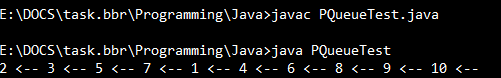 E:\DOCS\task.bbr\Programming\Java>javac PQueueTest.java
E:\DOCS\task.bbr\Programming\Java>java PQueueTest
2 <-- 3 <-- 5 <-- 7 <-- 1 <-- 4 <-- 6 <-- 8 <-- 9 <-- 10 <--